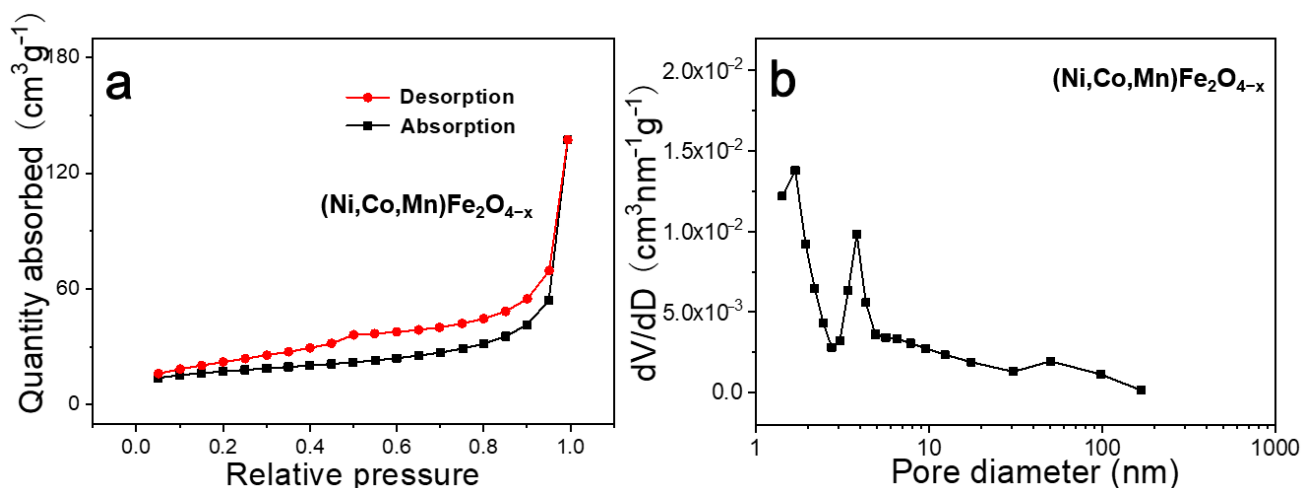 a
Quantity absorbed（cm³g⁻¹）
180
120
60
0
Desorption
Absorption
(Ni,Co,Mn)Fe₂O₄₋ₓ
0.0 0.2 0.4 0.6 0.8 1.0
Relative pressure
b
dV/dD（cm³nm⁻¹g⁻¹）
2.0x10⁻²
1.5x10⁻²
1.0x10⁻²
5.0x10⁻³
0.0
(Ni,Co,Mn)Fe₂O₄₋ₓ
1 10 100 1000
Pore diameter (nm)